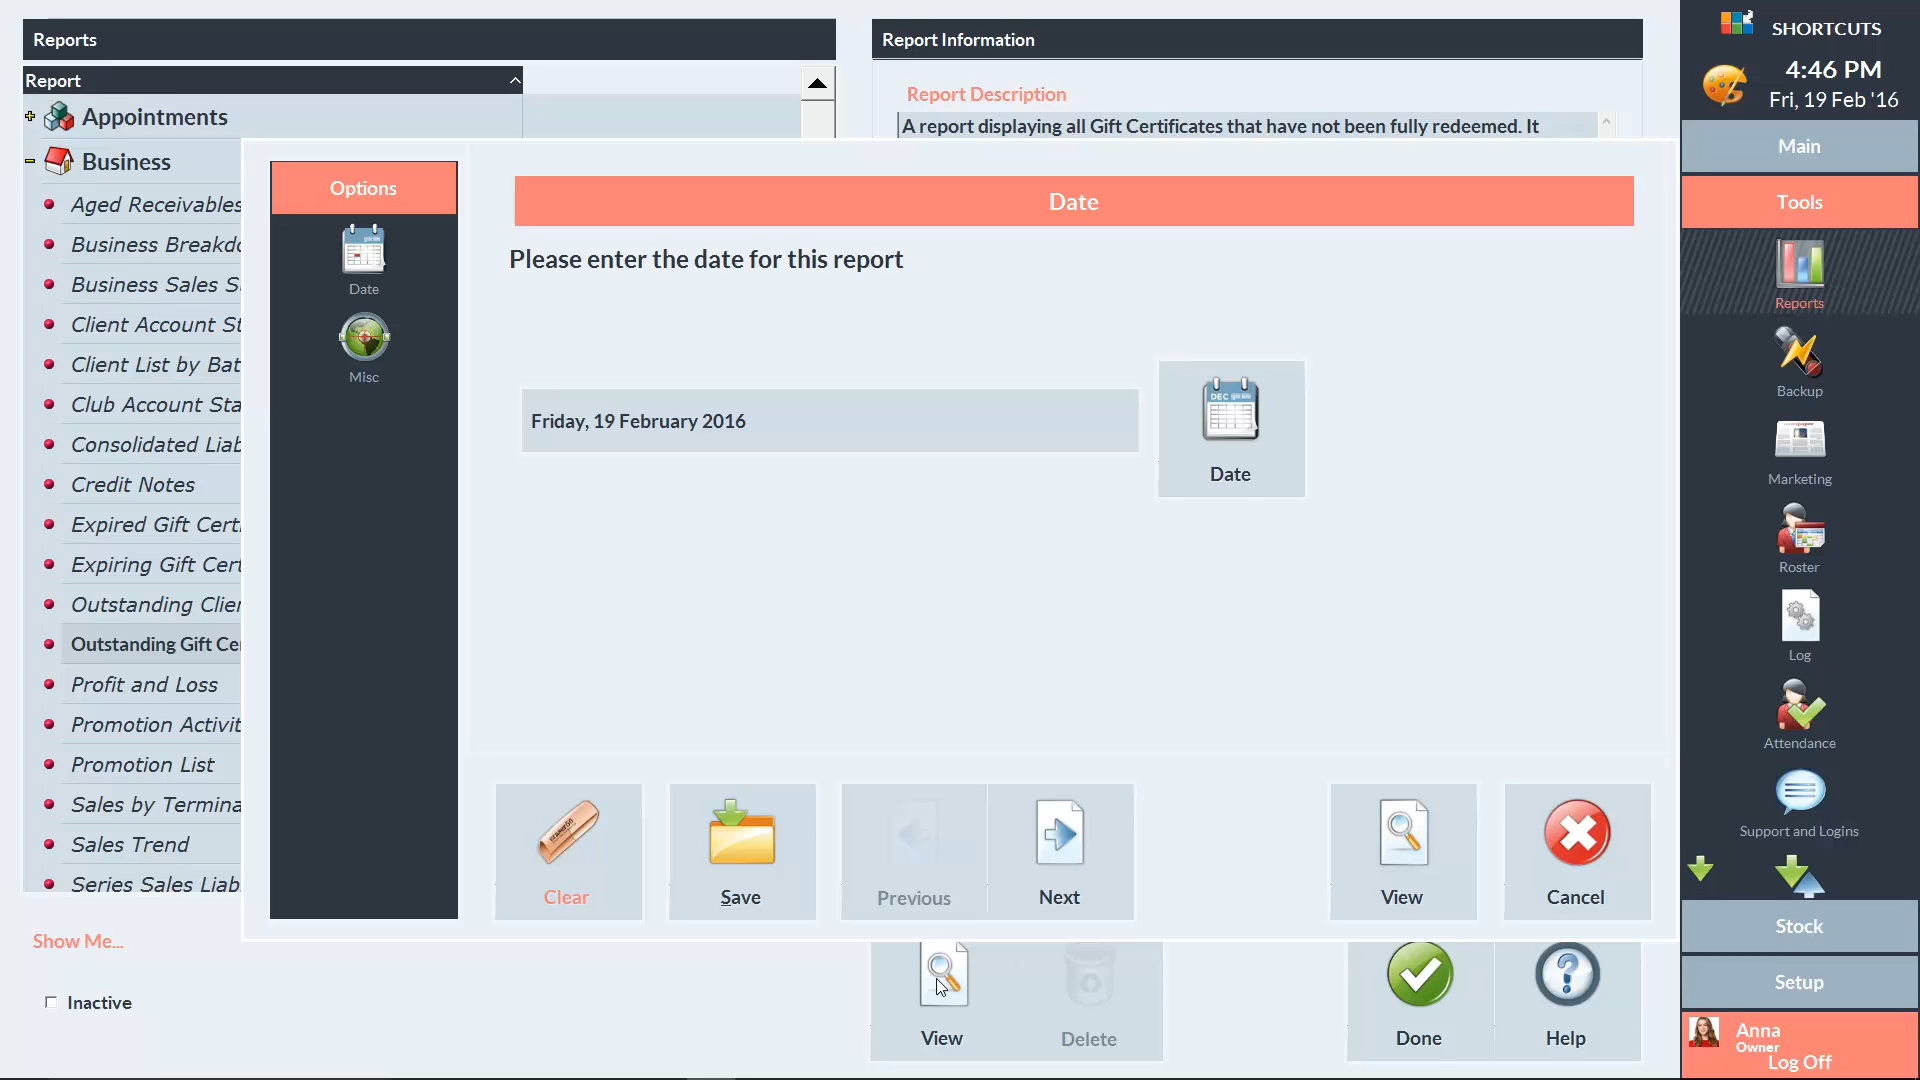 Reports
Report
Appointments
Business
Aged Receivables
Business Breakd
Business Sales S
Client Account St
Client List by Bat
Club Account Sta
Consolidated Liab
Credit Notes
Expired Gift Cert
Expiring Gift Cert
Outstanding Clie
Outstanding Gift Ce
Profit and Loss
Promotion Activit
Promotion List
Sales by Termina
Sales Trend
Series Sales Liab
Show Me...
Inactive
Report Information
Report Description
A report displaying all Gift Certificates that have not been fully redeemed. It
Options
Date
Misc
Date
Please enter the date for this report
Friday, 19 February 2016
DEC
Date
Clear
Save
Previous
Next
View
Cancel
View
Delete
Done
Help
SHORTCUTS
4:46 PM
Fri, 19 Feb '16
Main
Tools
Reports
Backup
Marketing
Roster
Log
Attendance
Support and Logins
Stock
Setup
Anna
Owner
Log Off